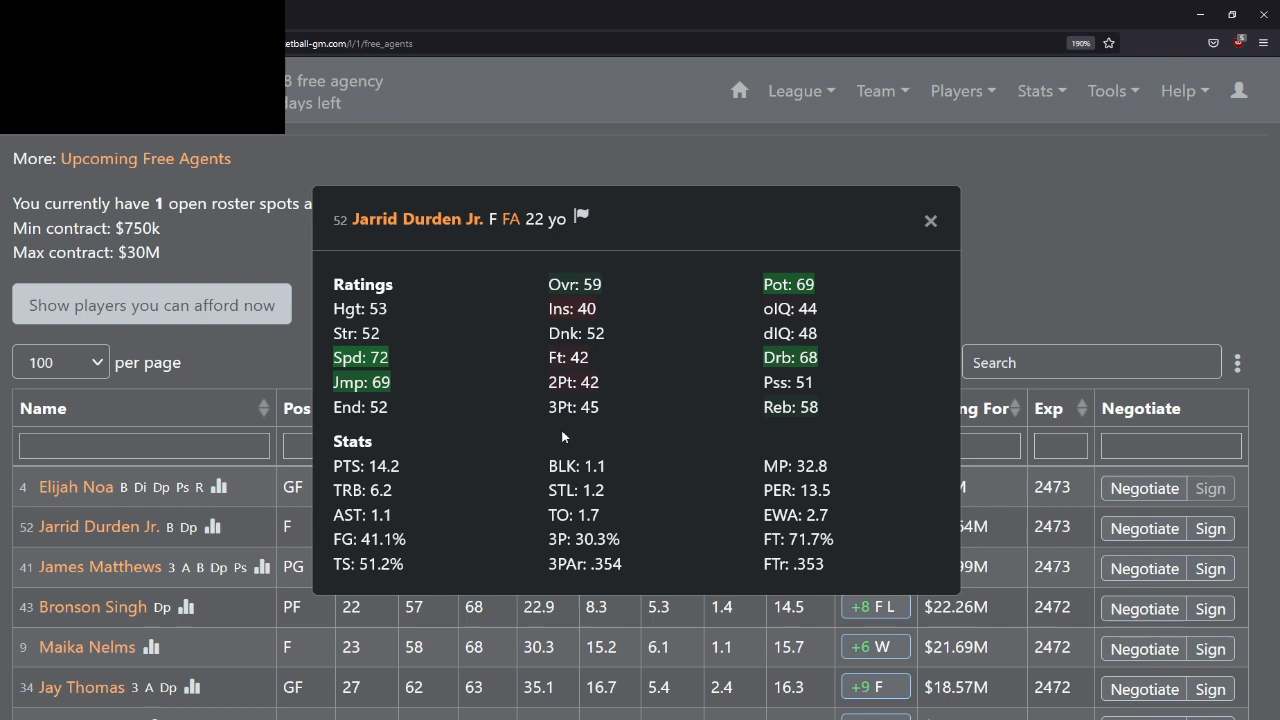 etball-gm.com/l/1/free_agents
190%
5
8 free agency
days left
League
Team
Players
Stats
Tools
Help
More: Upcoming Free Agents
You currently have 1 open roster spots a
Min contract: $750k
Max contract: $30M
Show players you can afford now
100 per page
Search
52 Jarrid Durden Jr. F FA 22 yo
Ratings Ovr: 59 Pot: 69
Hgt: 53 Ins: 40 oIQ: 44
Str: 52 Dnk: 52 dIQ: 48
Spd: 72 Ft: 42 Drb: 68
Jmp: 69 2Pt: 42 Pss: 51
End: 52 3Pt: 45 Reb: 58
Stats
PTS: 14.2 BLK: 1.1 MP: 32.8
TRB: 6.2 STL: 1.2 PER: 13.5
AST: 1.1 TO: 1.7 EWA: 2.7
FG: 41.1% 3P: 30.3% FT: 71.7%
TS: 51.2% 3PAr: .354 FTr: .353
Name Pos ng For Exp Negotiate
4 Elijah Noa B Di Dp Ps R GF M 2473 Negotiate Sign
52 Jarrid Durden Jr. B Dp F 64M 2473 Negotiate Sign
41 James Matthews 3 A B Dp Ps PG 99M 2473 Negotiate Sign
43 Bronson Singh Dp PF 22 57 68 22.9 8.3 5.3 1.4 14.5 +8 F L $22.26M 2472 Negotiate Sign
9 Maika Nelms F 23 58 68 30.3 15.2 6.1 1.1 15.7 +6 W $21.69M 2472 Negotiate Sign
34 Jay Thomas 3 A Dp GF 27 62 63 35.1 16.7 5.4 2.4 16.3 +9 F $18.57M 2472 Negotiate Sign